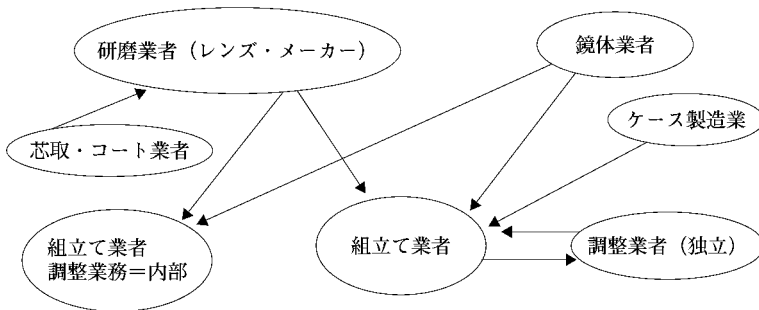 研磨業者（レンズ・メーカー）
鏡体業者
ケース製造業
芯取・コート業者
組立て業者
調整業務＝内部
組立て業者
調整業者（独立）